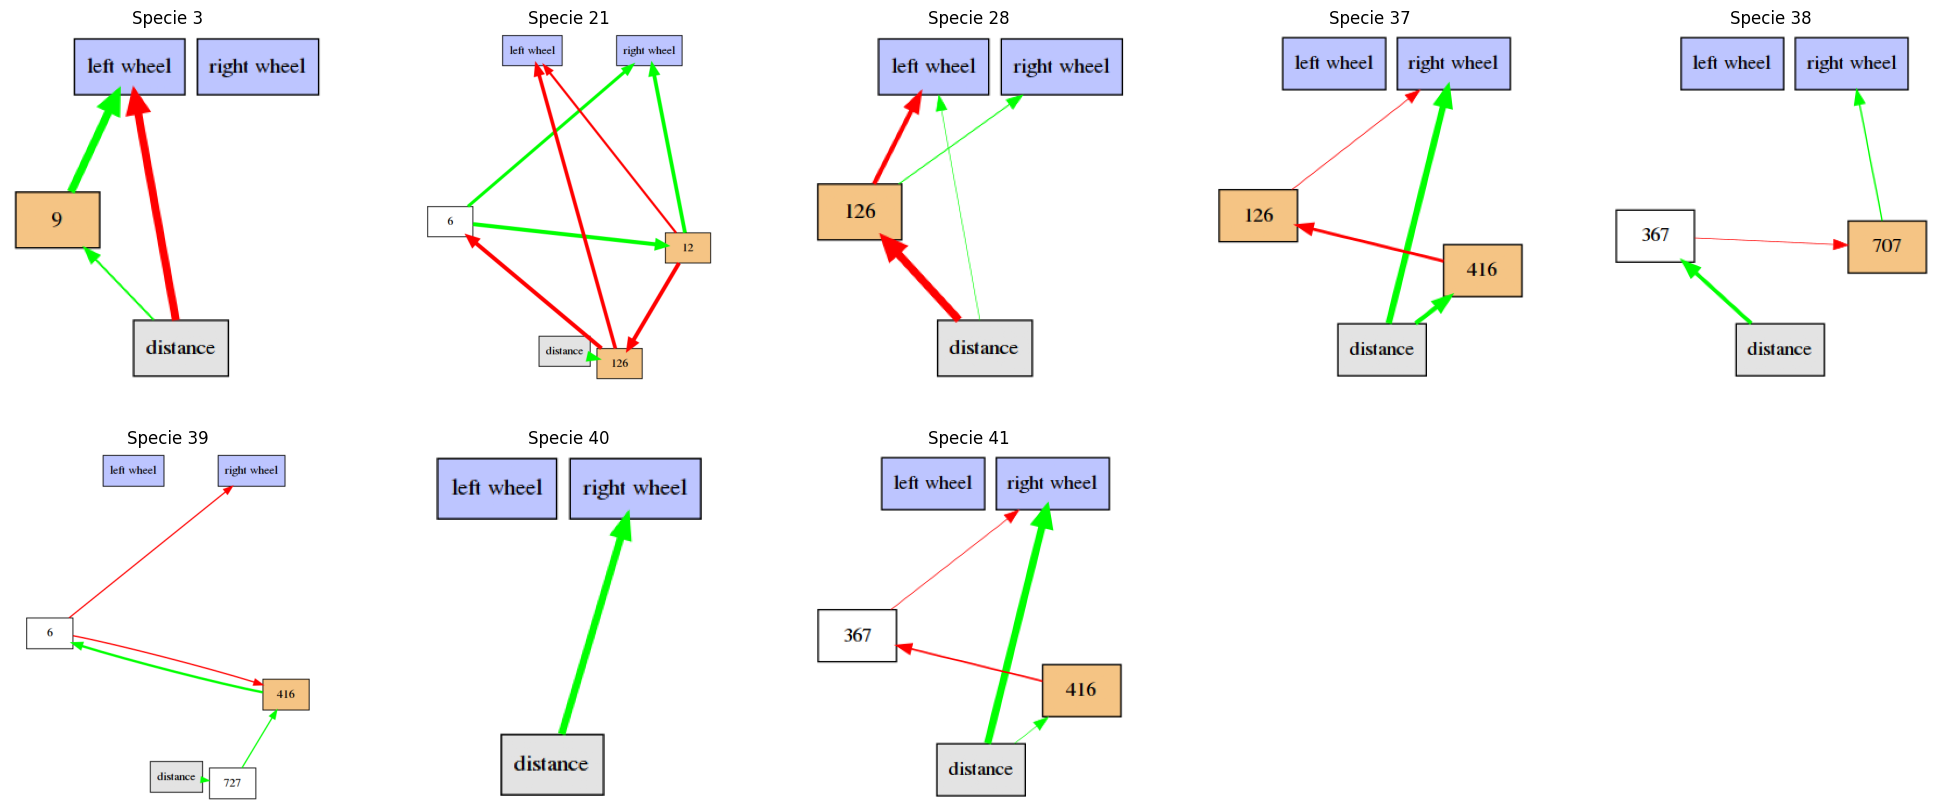 Specie 3
left wheel
right wheel
9
distance
Specie 21
left wheel
right wheel
6
12
distance
126
Specie 28
left wheel
right wheel
126
distance
Specie 37
left wheel
right wheel
126
416
distance
Specie 38
left wheel
right wheel
367
707
distance
Specie 39
left wheel
right wheel
6
416
distance
727
Specie 40
left wheel
right wheel
distance
Specie 41
left wheel
right wheel
367
416
distance